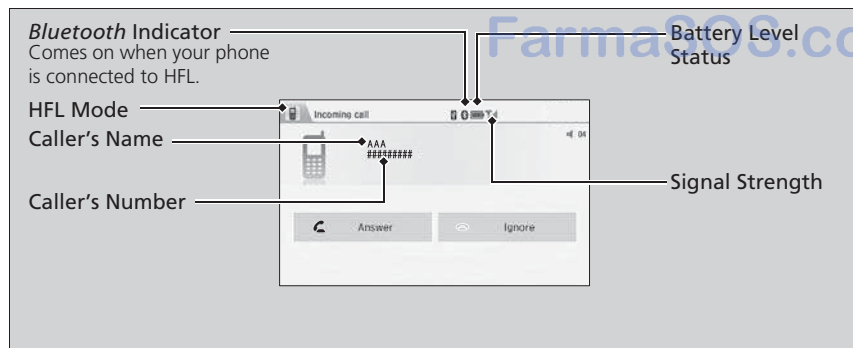 Bluetooth Indicator
Comes on when your phone
is connected to HFL.
HFL Mode
Caller's Name
Caller's Number
FarmaSOS.co
Battery Level
Status
Signal Strength
Incoming call
04
AAA
#########
Answer
Ignore